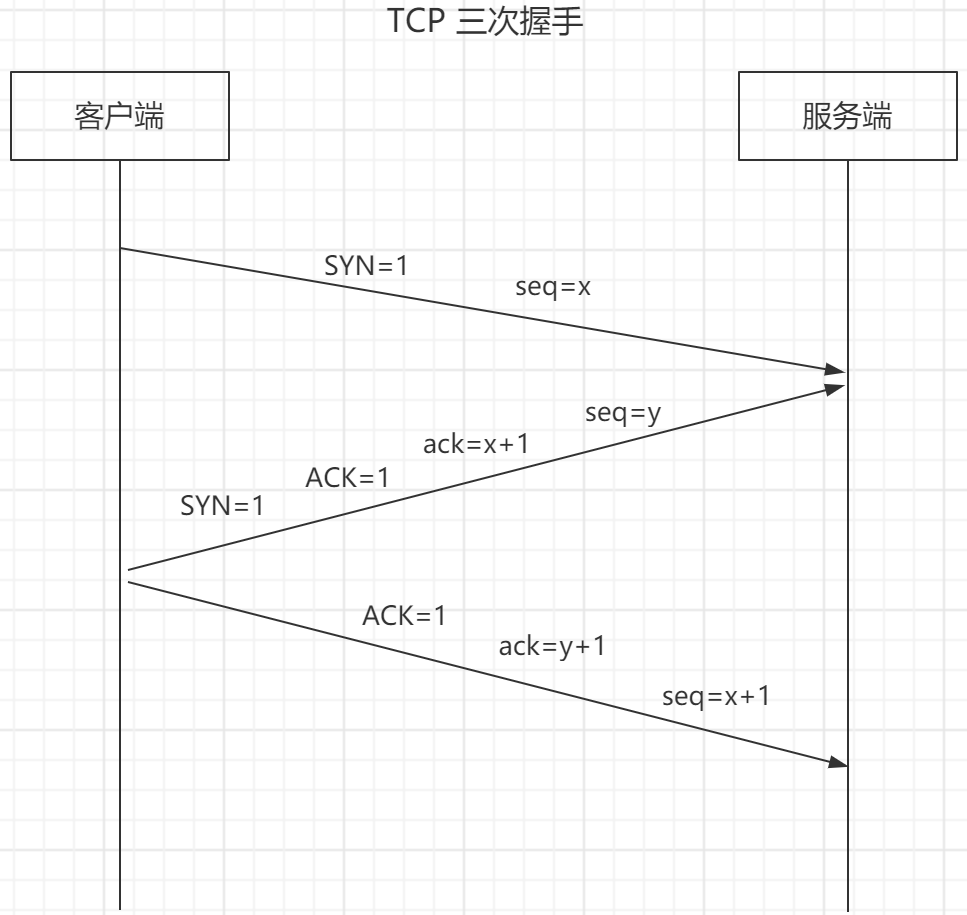 TCP 三次握手
客户端
服务端
SYN=1
seq=x
seq=y
ack=x+1
ACK=1
SYN=1
ACK=1
ack=y+1
seq=x+1